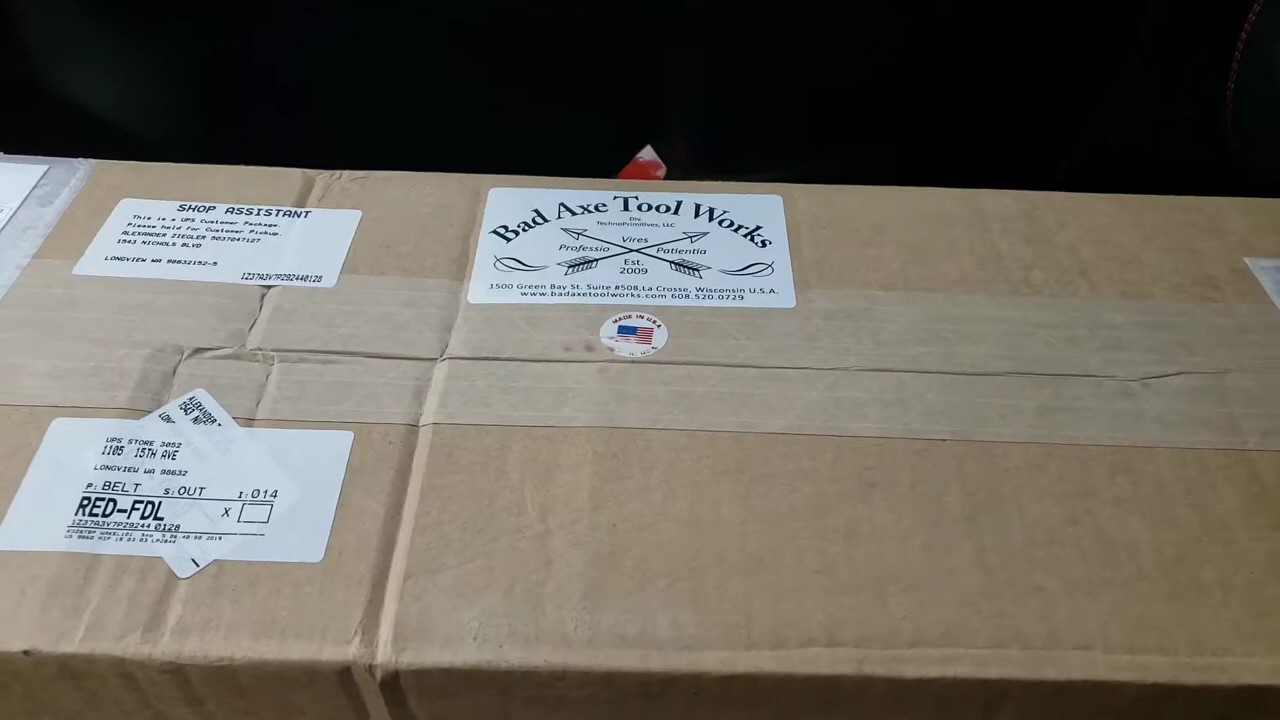 SHOP ASSISTANT
This is a UPS Customer Package.
Please hold for Customer Pickup.
ALEXANDER ZIEGLER 5037047127
1543 NICHOLS BLVD
LONGVIEW WA 98632152-5
1Z37A3V7P292440128
Bad Axe Tool Works
Div.
TechnoPrimitives, LLC
Vires
Professio Patientia
Est.
2009
1500 Green Bay St. Suite #508, La Crosse, Wisconsin U.S.A.
www.badaxetoolworks.com 608.520.0729
MADE IN U.S.A.
ALEXANDER
1543
UPS STORE 3052
1105 15TH AVE
LONGVIEW WA 98632
P: BELT S: OUT I: 014
RED-FDL X
1Z37A3V7P29244 0128